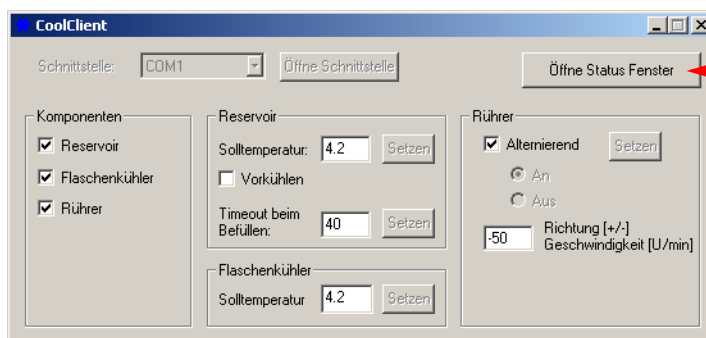 CoolClient
Schnittstelle: COM1 Öffne Schnittstelle Öffne Status Fenster
Komponenten
Reservoir
Flaschenkühler
Rührer
Reservoir
Solltemperatur: 4.2 Setzen
Vorkühlen
Timeout beim
Befüllen: 40 Setzen
Flaschenkühler
Solltemperatur 4.2 Setzen
Rührer
Alternierend Setzen
An
Aus
-50 Richtung [+/-]
Geschwindigkeit [U/min]